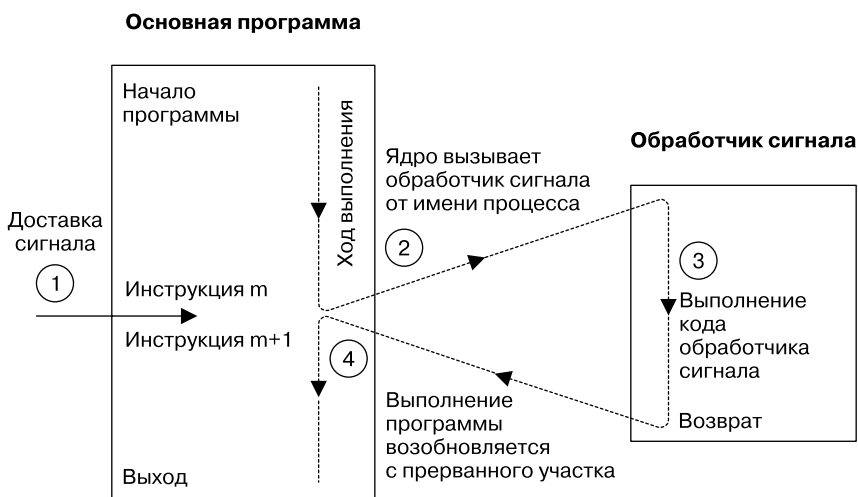 Основная программа
Начало
программы
Ход выполнения
Доставка
сигнала
1
Инструкция m
Инструкция m+1
Выход
Ядро вызывает
обработчик сигнала
от имени процесса
2
Обработчик сигнала
3
Выполнение
кода
обработчика
сигнала
Возврат
4
Выполнение
программы
возобновляется
с прерванного участка